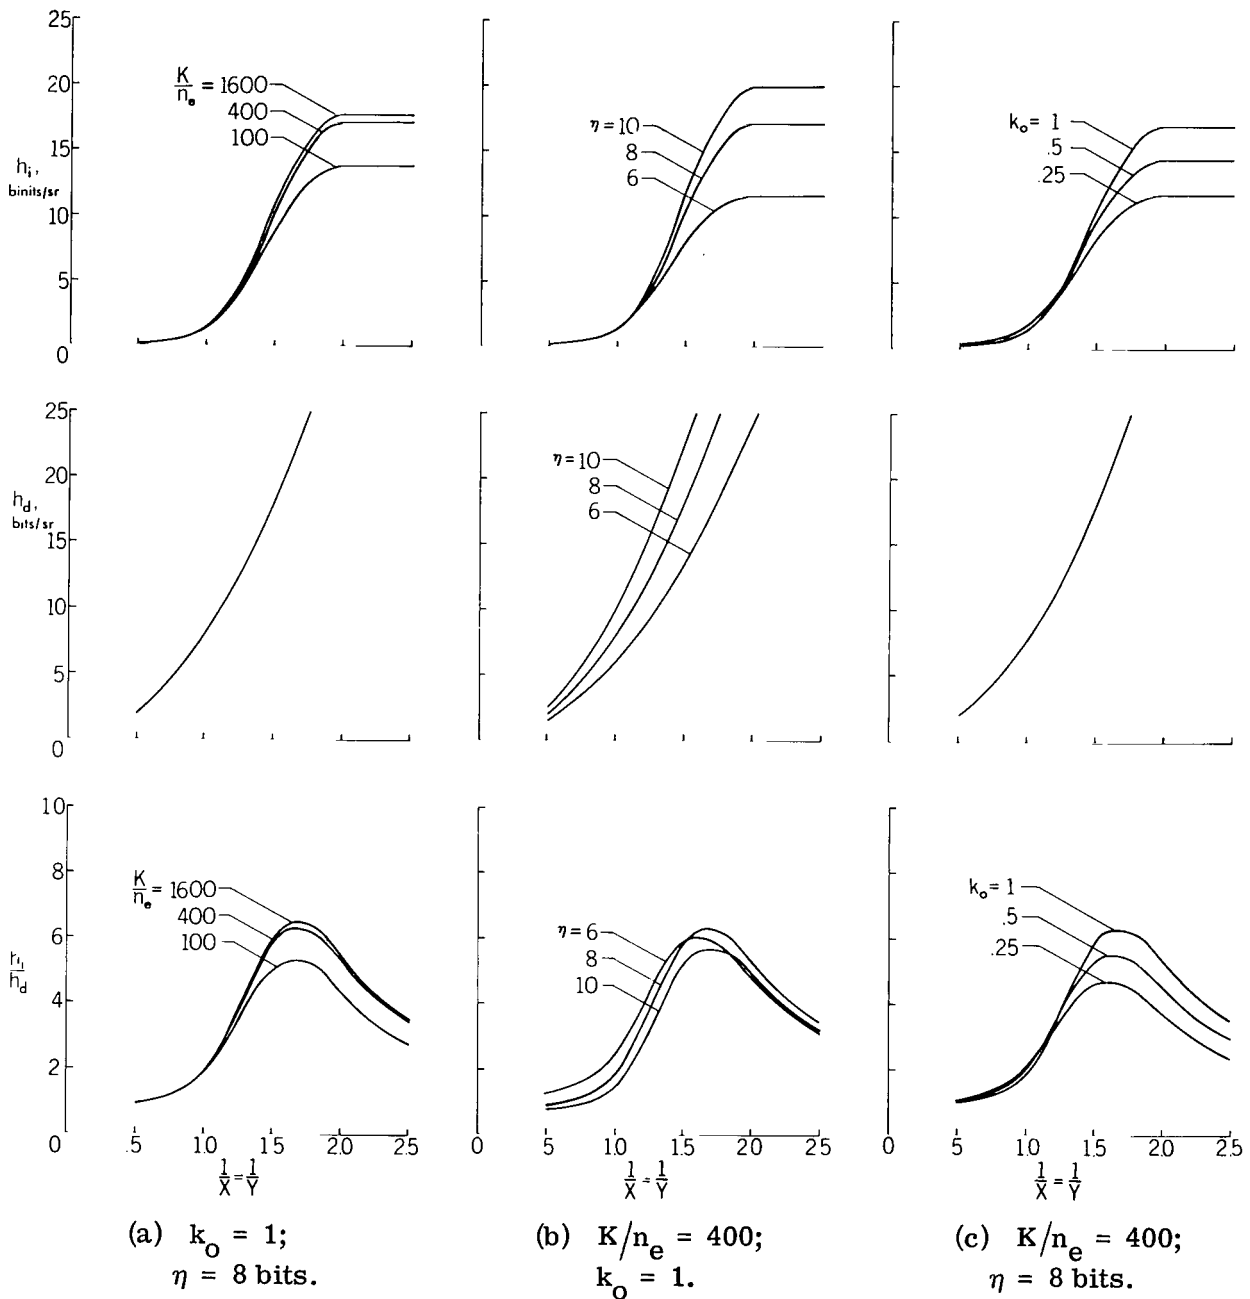 25
20
15
10
5
0
h_i,
binits/sr
K/n_e = 1600
400
100
η = 10
8
6
k_o = 1
.5
.25
25
20
15
10
5
0
h_d,
bits/sr
η = 10
8
6
10
8
6
4
2
0
h_i/h_d
K/n_e = 1600
400
100
η = 6
8
10
k_o = 1
.5
.25
.5 1.0 1.5 2.0 2.5
0 .5 1.0 1.5 2.0 2.5
0 .5 1.0 1.5 2.0 2.5
1/X = 1/Y
1/X = 1/Y
1/X = 1/Y
(a) k_o = 1;
η = 8 bits.
(b) K/n_e = 400;
k_o = 1.
(c) K/n_e = 400;
η = 8 bits.